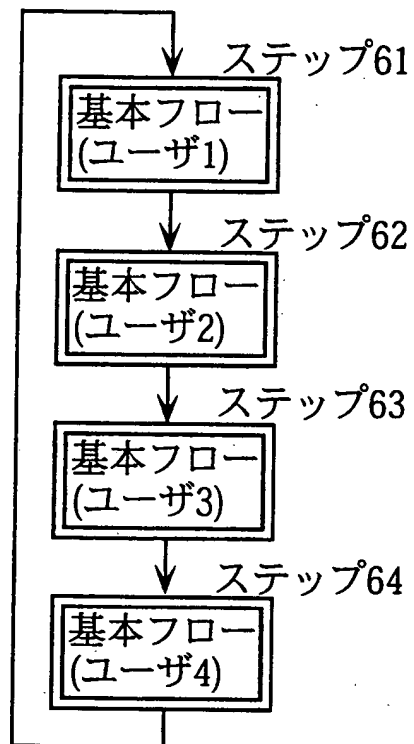 ステップ61
基本フロー
(ユーザ1)
ステップ62
基本フロー
(ユーザ2)
ステップ63
基本フロー
(ユーザ3)
ステップ64
基本フロー
(ユーザ4)